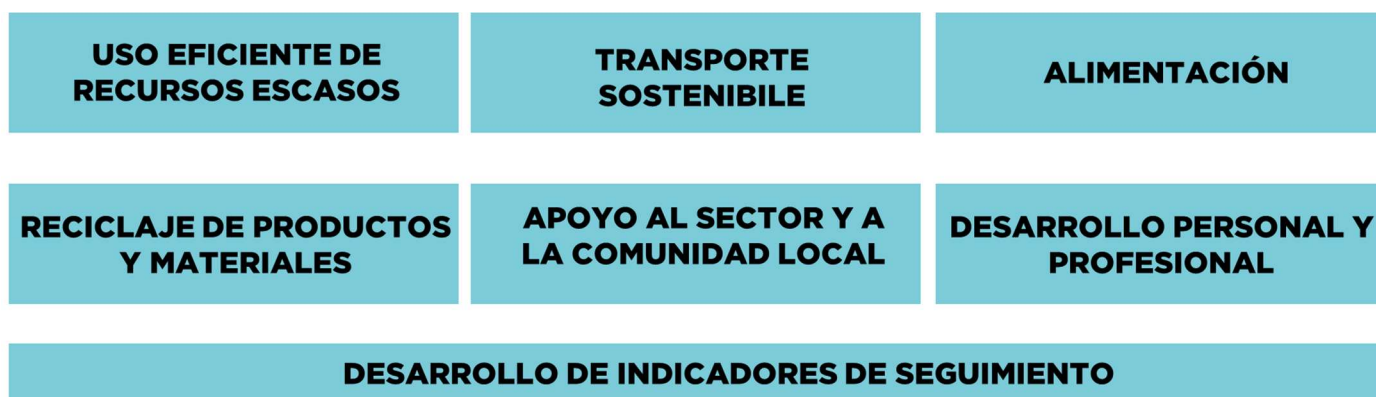 USO EFICIENTE DE
RECURSOS ESCASOS
TRANSPORTE
SOSTENIBILE
ALIMENTACIÓN
RECICLAJE DE PRODUCTOS
Y MATERIALES
APOYO AL SECTOR Y A
LA COMUNIDAD LOCAL
DESARROLLO PERSONAL Y
PROFESIONAL
DESARROLLO DE INDICADORES DE SEGUIMIENTO